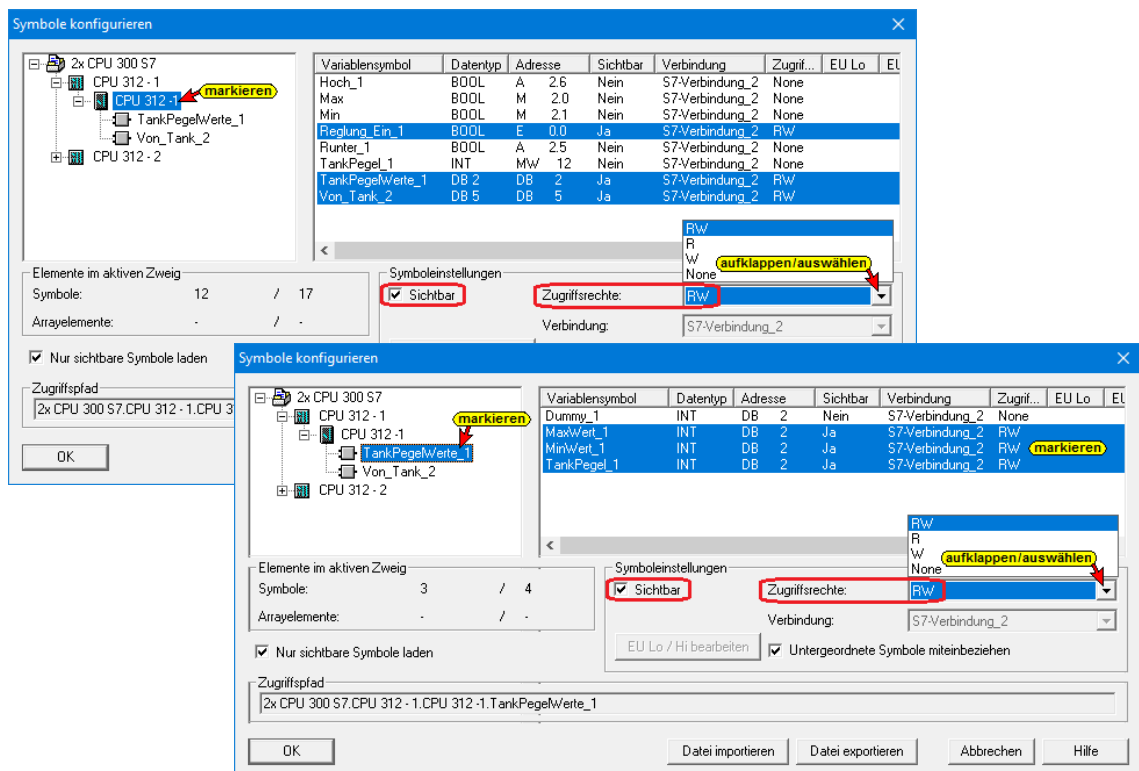 Symbole konfigurieren
2x CPU 300 S7
CPU 312 - 1
CPU 312 -1
markieren
TankPegelWerte_1
Von_Tank_2
CPU 312 - 2
Variablensymbol Datentyp Adresse Sichtbar Verbindung Zugrif... EU Lo EU
Hoch_1 BOOL A 2.6 Nein S7-Verbindung_2 None
Max BOOL M 2.0 Nein S7-Verbindung_2 None
Min BOOL M 2.1 Nein S7-Verbindung_2 None
Reglung_Ein_1 BOOL E 0.0 Ja S7-Verbindung_2 RW
Runter_1 BOOL A 2.5 Nein S7-Verbindung_2 None
TankPegel_1 INT MW 12 Nein S7-Verbindung_2 None
TankPegelWerte_1 DB 2 DB 2 Ja S7-Verbindung_2 RW
Von_Tank_2 DB 5 DB 5 Ja S7-Verbindung_2 RW
RW
R
W
None
aufklappen/auswählen
Elemente im aktiven Zweig
Symbole: 12 / 17
Arrayelemente: - / -
Symboleinstellungen
Sichtbar
Zugriffsrechte: RW
Verbindung: S7-Verbindung_2
Nur sichtbare Symbole laden
Zugriffspfad
2x CPU 300 S7.CPU 312 - 1.CPU 3
OK
Symbole konfigurieren
2x CPU 300 S7
CPU 312 - 1
markieren
CPU 312 -1
TankPegelWerte_1
Von_Tank_2
CPU 312 - 2
Variablensymbol Datentyp Adresse Sichtbar Verbindung Zugrif... EU Lo EU
Dummy_1 INT DB 2 Nein S7-Verbindung_2 None
MaxWert_1 INT DB 2 Ja S7-Verbindung_2 RW
MinWert_1 INT DB 2 Ja S7-Verbindung_2 RW markieren
TankPegel_1 INT DB 2 Ja S7-Verbindung_2 RW
RW
R
W
None
aufklappen/auswählen
Elemente im aktiven Zweig
Symbole: 3 / 4
Arrayelemente: - / -
Symboleinstellungen
Sichtbar
Zugriffsrechte: RW
Verbindung: S7-Verbindung_2
EU Lo / Hi bearbeiten
Untergeordnete Symbole miteinbeziehen
Nur sichtbare Symbole laden
Zugriffspfad
2x CPU 300 S7.CPU 312 - 1.CPU 312 -1.TankPegelWerte_1
OK
Datei importieren
Datei exportieren
Abbrechen
Hilfe